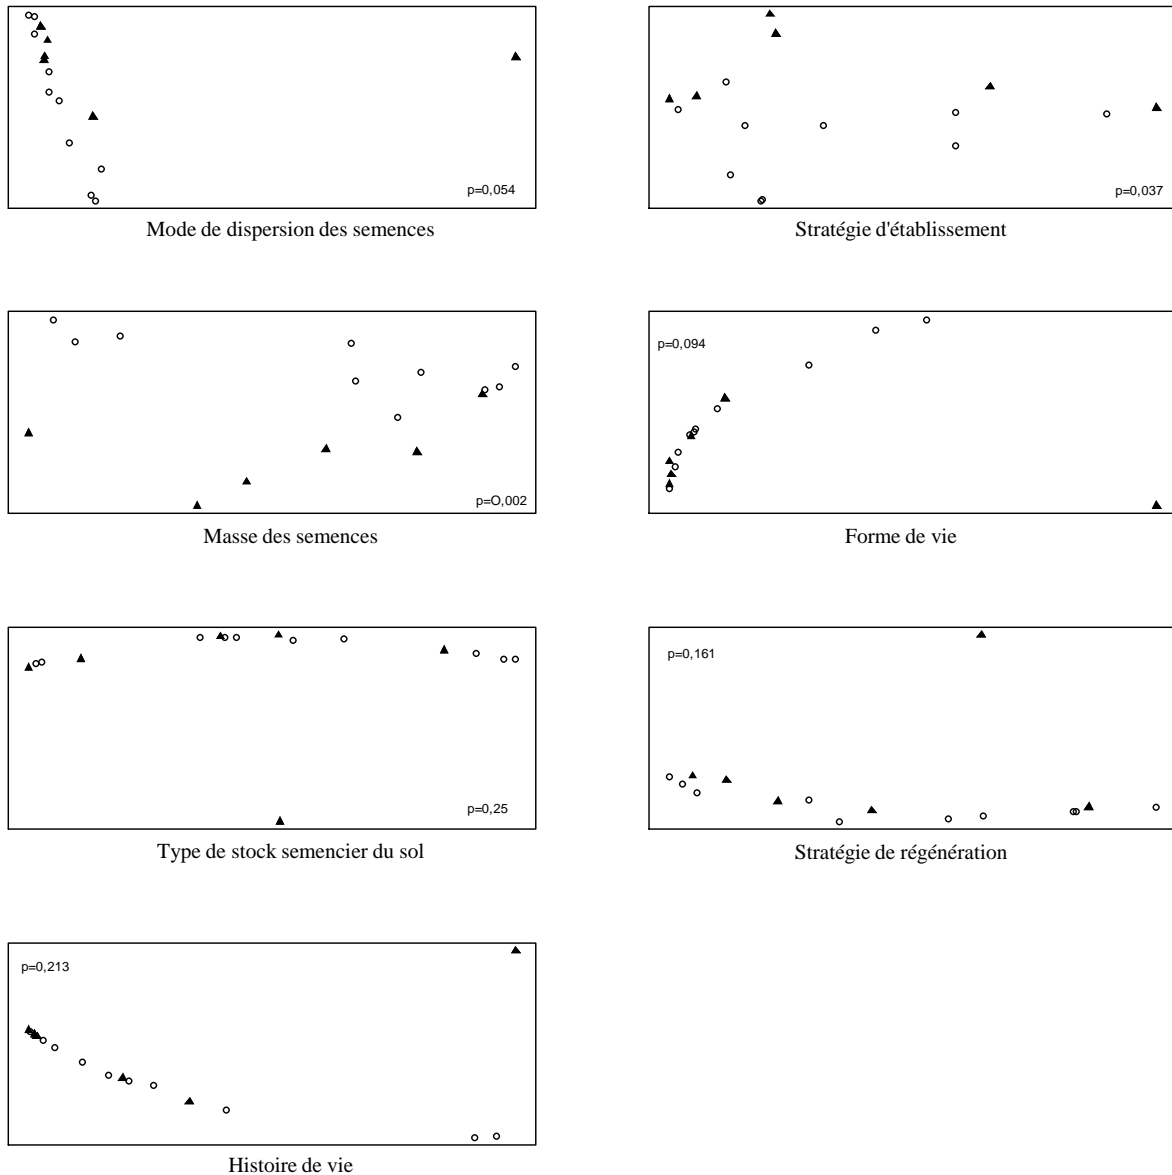 p=0,054
p=0,037
Mode de dispersion des semences
Stratégie d'établissement
p=0,094
p=O,002
Masse des semences
Forme de vie
p=0,161
p=0,25
Type de stock semencier du sol
Stratégie de régénération
p=0,213
Histoire de vie